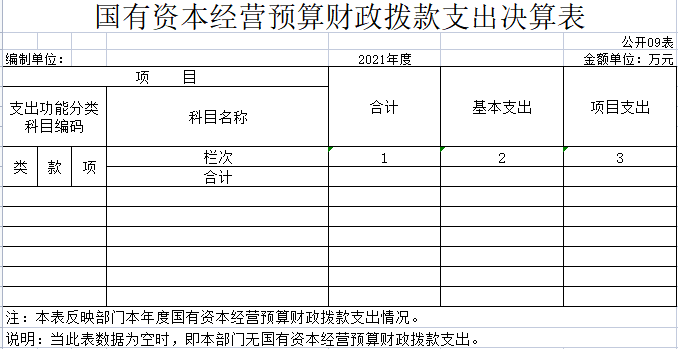 国有资本经营预算财政拨款支出决算表
公开09表
编制单位： 2021年度 金额单位：万元
项 目 合计 基本支出 项目支出
支出功能分类
科目编码 科目名称
类 款 项 栏次 1 2 3
合计
注：本表反映部门本年度国有资本经营预算财政拨款支出情况。
说明：当此表数据为空时，即本部门无国有资本经营预算财政拨款支出。